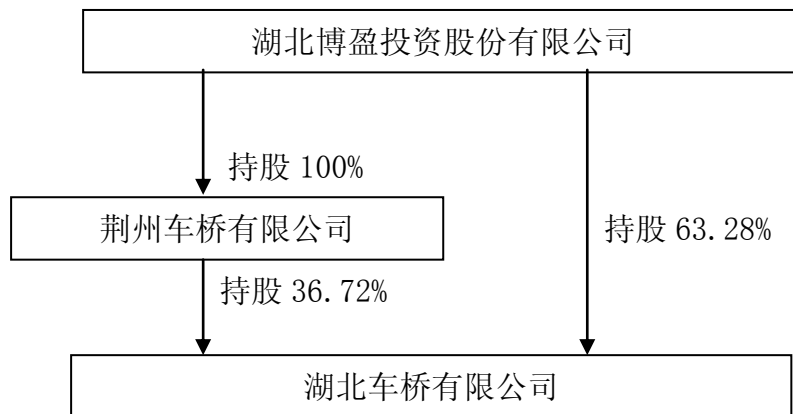 湖北博盈投资股份有限公司
持股 100%
荆州车桥有限公司
持股 63.28%
持股 36.72%
湖北车桥有限公司